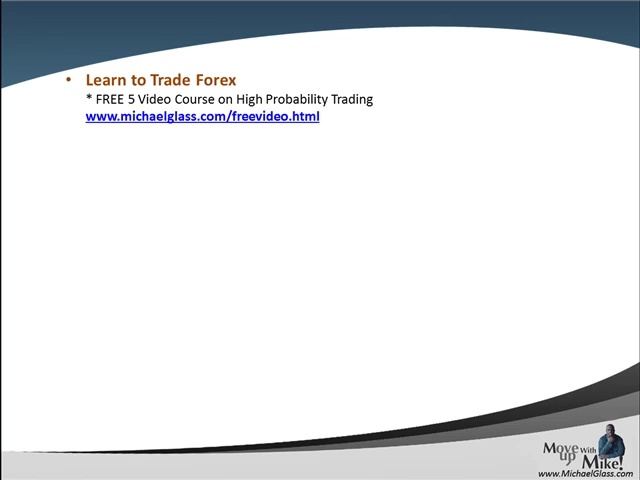 • Learn to Trade Forex
* FREE 5 Video Course on High Probability Trading
www.michaelglass.com/freevideo.html
Move up With Mike!
www.MichaelGlass.com